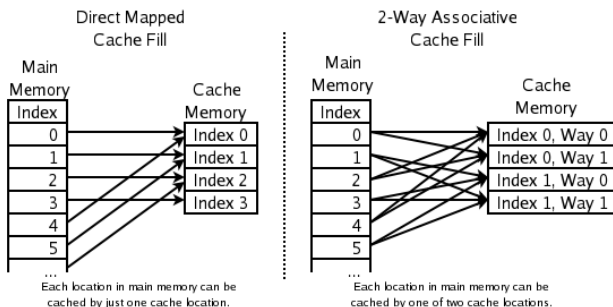 Direct Mapped
Cache Fill
Main
Memory
Index
0
1
2
3
4
5
...
Cache
Memory
Index 0
Index 1
Index 2
Index 3
Each location in main memory can be
cached by just one cache location.
2-Way Associative
Cache Fill
Main
Memory
Index
0
1
2
3
4
5
...
Cache
Memory
Index 0, Way 0
Index 0, Way 1
Index 1, Way 0
Index 1, Way 1
Each location in main memory can be
cached by one of two cache locations.